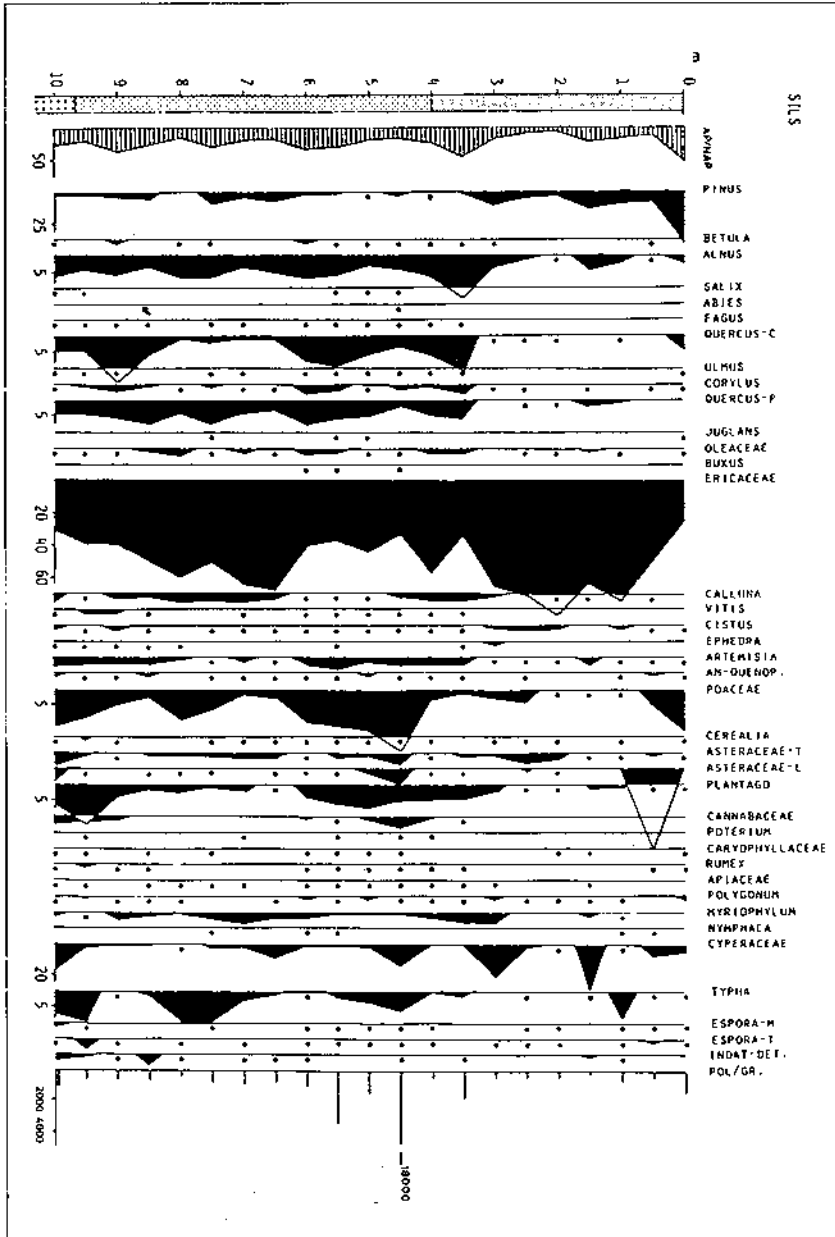 SILS
m
0
1
2
3
4
5
6
7
8
9
10
AP/NAP
50
PINUS
25
BETULA
ALNUS
5
SALIX
ABIES
FAGUS
QUERCUS-C
5
ULMUS
CORYLUS
QUERCUS-P
5
JUGLANS
OLEACEAE
BUXUS
ERICACEAE
20
40
60
CALLUNA
VITIS
CISTUS
EPHEDRA
ARTEMISIA
AM-QUENOP.
POACEAE
5
CEREALIA
ASTERACEAE-T
ASTERACEAE-L
PLANTAGO
5
CANNABACEAE
POTERIUM
CARYOPHYLLACEAE
RUMEX
APIACEAE
POLYGONUM
MYRIOPHYLUM
NYMPHAEA
CYPERACEAE
20
TYPHA
5
ESPORA-M
ESPORA-T
INDAT-DET.
POL/GR.
2000 4000
18000